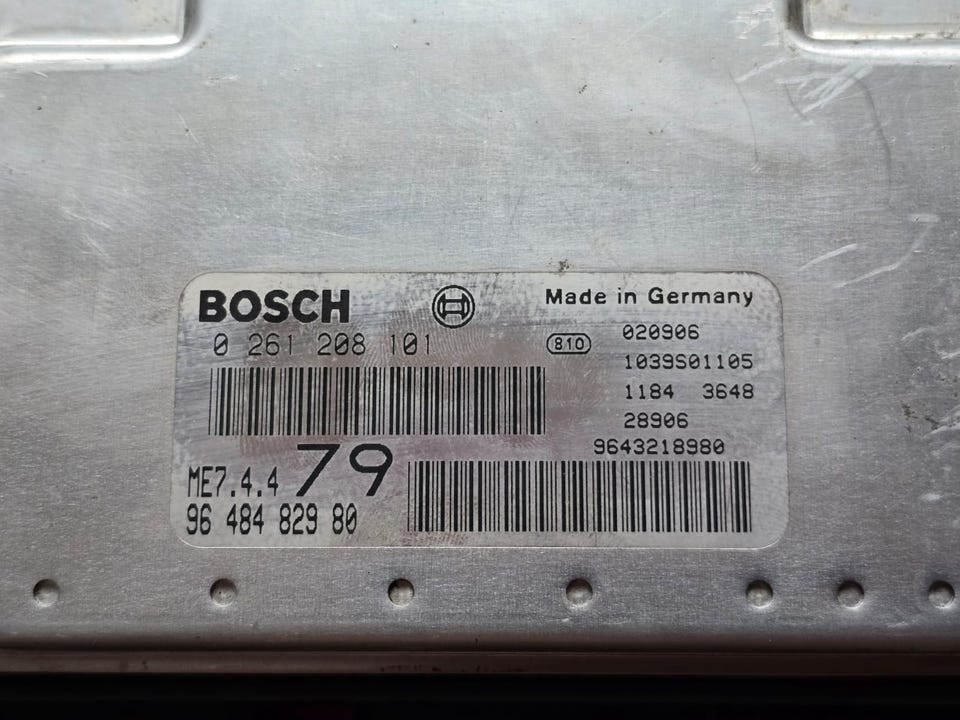 BOSCH
Made in Germany
0 261 208 101
810
020906
1039S01105
1184 3648
28906
9643218980
ME7.4.4 79
96 484 829 80